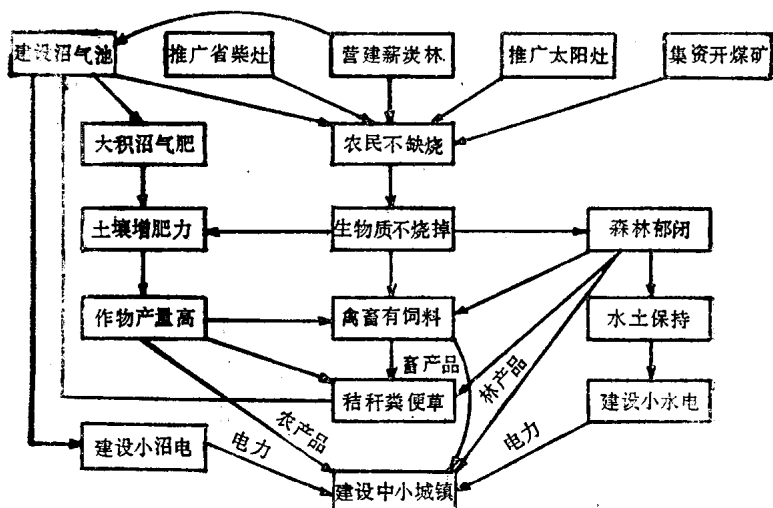 建设沼气池
推广省柴灶
营建薪炭林
推广太阳灶
集资开煤矿
大积沼气肥
农民不缺烧
土壤增肥力
生物质不烧掉
森林郁闭
作物产量高
禽畜有饲料
水土保持
畜产品
林产品
秸秆粪便草
建设小水电
农产品
建设小沼电
电力
电力
建设中小城镇